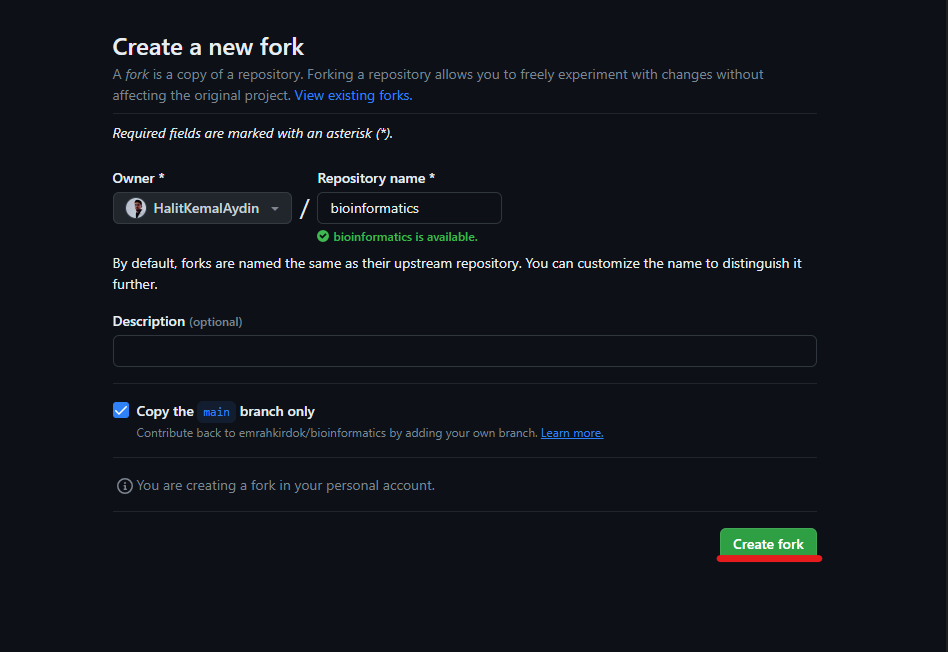 Create a new fork
A fork is a copy of a repository. Forking a repository allows you to freely experiment with changes without
affecting the original project. View existing forks.
Required fields are marked with an asterisk (*).
Owner * Repository name *
HalitKemalAydin / bioinformatics
bioinformatics is available.
By default, forks are named the same as their upstream repository. You can customize the name to distinguish it
further.
Description (optional)
Copy the main branch only
Contribute back to emrahkirdok/bioinformatics by adding your own branch. Learn more.
You are creating a fork in your personal account.
Create fork